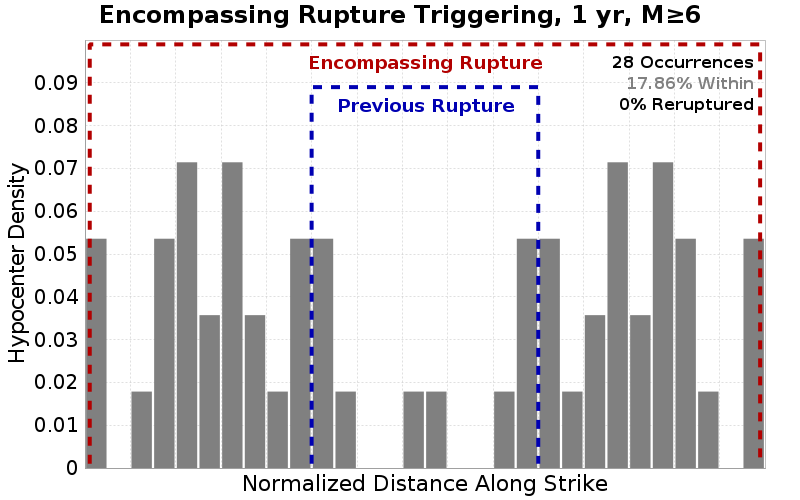 Encompassing Rupture Triggering, 1 yr, M≥6
Encompassing Rupture
28 Occurrences
17.86% Within
0% Reruptured
Previous Rupture
Hypocenter Density
0.09
0.08
0.07
0.06
0.05
0.04
0.03
0.02
0.01
0
Normalized Distance Along Strike